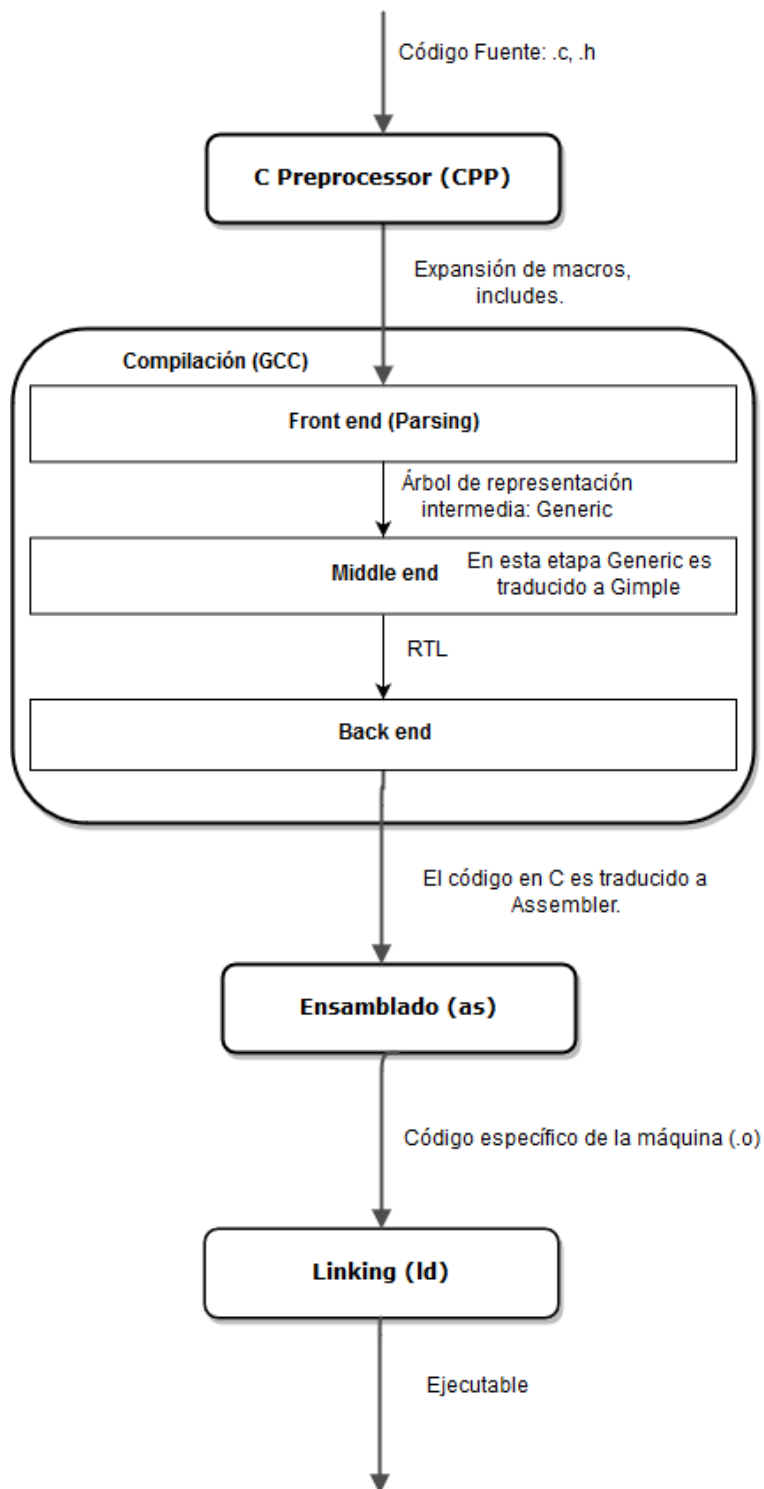 Código Fuente: .c, .h
C Preprocessor (CPP)
Expansión de macros,
includes.
Compilación (GCC)
Front end (Parsing)
Árbol de representación
intermedia: Generic
Middle end
En esta etapa Generic es
traducido a Gimple
RTL
Back end
El código en C es traducido a
Assembler.
Ensamblado (as)
Código específico de la máquina (.o)
Linking (ld)
Ejecutable